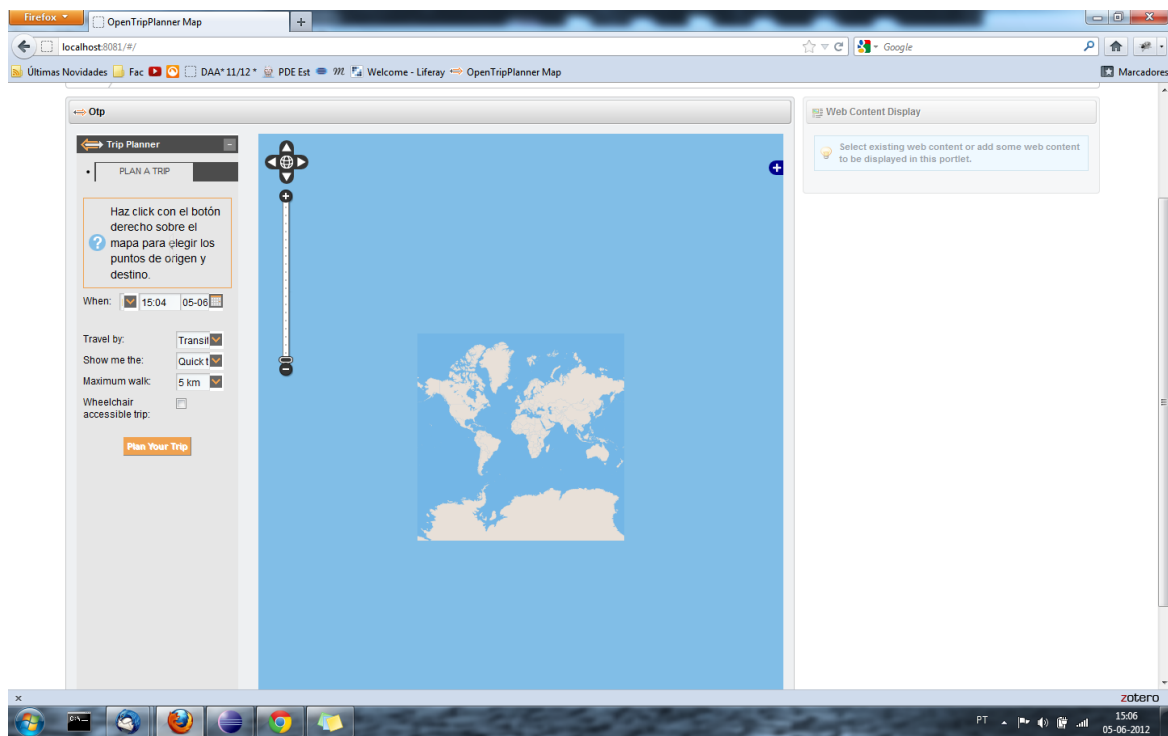 Firefox
OpenTripPlanner Map
localhost:8081/#/
Google
Últimas Novidades Fac DAA*11/12* PDE Est Welcome - Liferay OpenTripPlanner Map Marcadores
Otp
Web Content Display
Trip Planner
PLAN A TRIP
Select existing web content or add some web content
to be displayed in this portlet.
Haz click con el botón
derecho sobre el
mapa para elegir los
puntos de origen y
destino.
When: 15:04 05-06
Travel by: Transit
Show me the: Quick t
Maximum walk: 5 km
Wheelchair
accessible trip:
Plan Your Trip
zotero
PT 15:06
05-06-2012